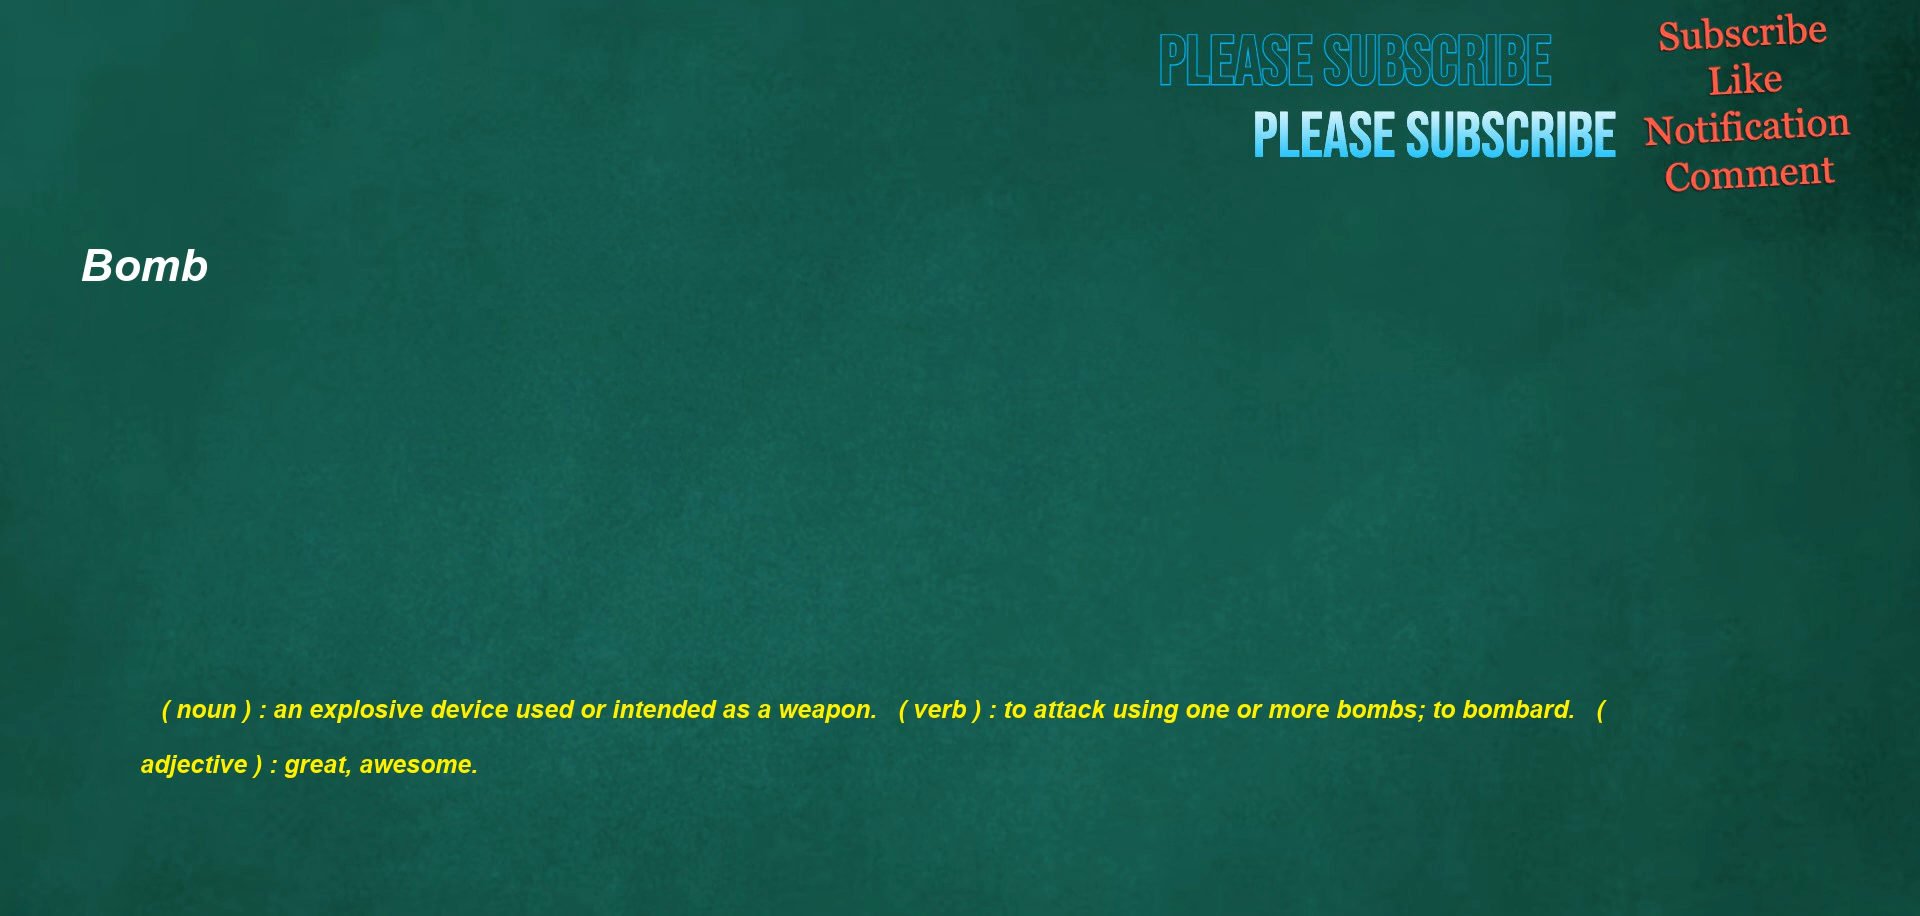 PLEASE SUBSCRIBE
PLEASE SUBSCRIBE
Subscribe
Like
Notification
Comment
Bomb
( noun ) : an explosive device used or intended as a weapon. ( verb ) : to attack using one or more bombs; to bombard. (
adjective ) : great, awesome.